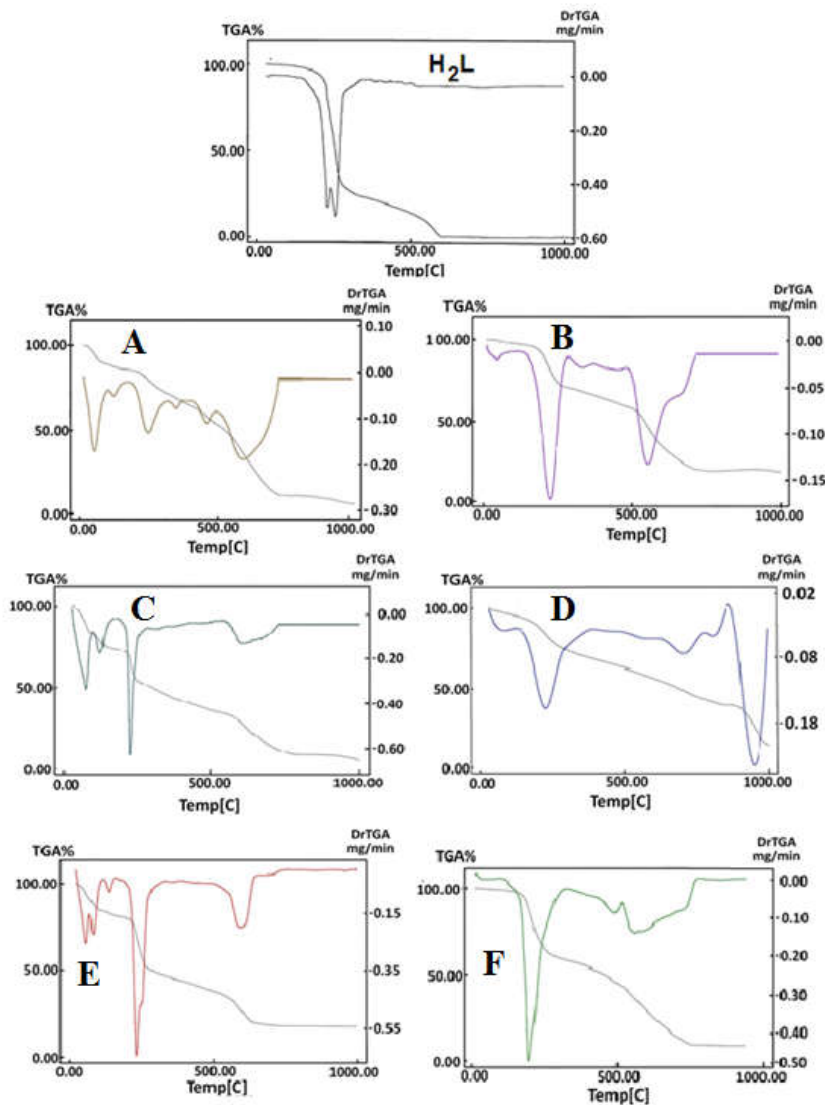 TGA%
DrTGA
mg/min
H2L
100.00
50.00
0.00
0.00
-0.20
-0.40
-0.60
0.00
500.00
1000.00
Temp[C]
TGA%
DrTGA
mg/min
A
100.00
50.00
0.00
0.10
0.00
-0.10
-0.20
-0.30
0.00
500.00
1000.00
Temp[C]
TGA%
DrTGA
mg/min
B
100.00
50.00
0.00
0.00
-0.05
-0.10
-0.15
0.00
500.00
1000.00
Temp[C]
TGA%
DrTGA
mg/min
C
100.00
50.00
0.00
0.00
-0.20
-0.40
-0.60
0.00
500.00
1000.00
Temp[C]
TGA%
DrTGA
mg/min
D
100.00
50.00
0.00
0.02
-0.08
-0.18
0.00
500.00
1000.00
Temp[C]
TGA%
DrTGA
mg/min
E
100.00
50.00
0.00
-0.15
-0.35
-0.55
0.00
500.00
1000.00
Temp[C]
TGA%
DrTGA
mg/min
F
100.00
50.00
0.00
0.00
-0.10
-0.20
-0.30
-0.40
-0.50
0.00
500.00
1000.00
Temp[C]